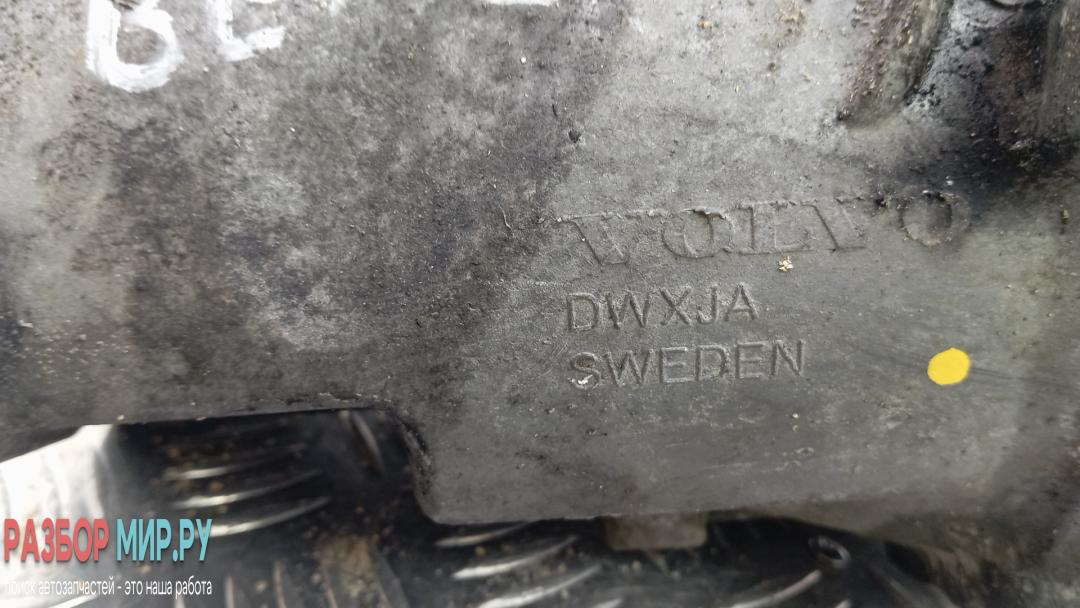 VOLVO
DWXJA
SWEDEN
РАЗБОР МИР.РУ
поиск автозапчастей - это наша работа